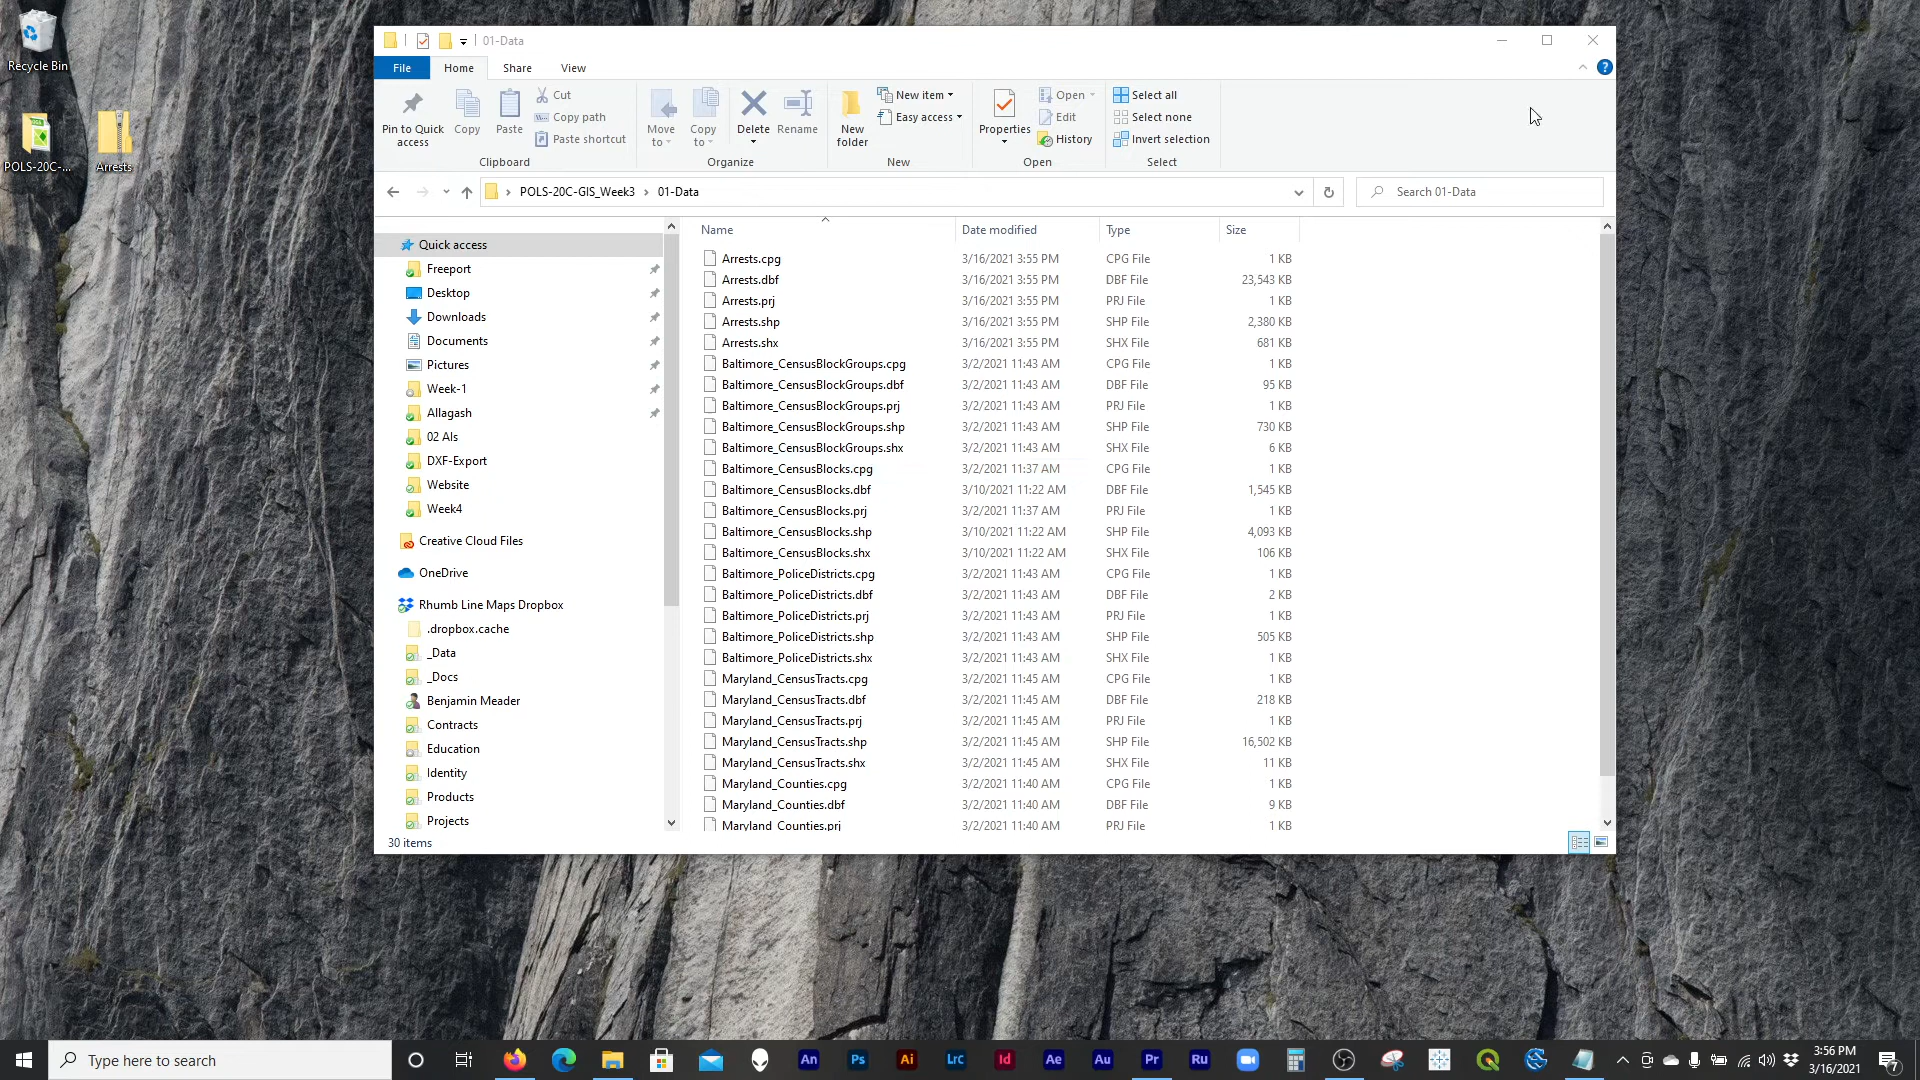 Recycle Bin
POLS-20C-...
Arrests
01-Data
File
Home
Share
View
Pin to Quick access
Copy
Paste
Cut
Copy path
Paste shortcut
Clipboard
Move to
Copy to
Delete
Rename
Organize
New folder
New item
Easy access
New
Properties
Open
Edit
History
Open
Select all
Select none
Invert selection
Select
POLS-20C-GIS_Week3 > 01-Data
Search 01-Data
Quick access
Freeport
Desktop
Downloads
Documents
Pictures
Week-1
Allagash
02 AIs
DXF-Export
Website
Week4
Creative Cloud Files
OneDrive
Rhumb Line Maps Dropbox
.dropbox.cache
_Data
_Docs
Benjamin Meader
Contracts
Education
Identity
Products
Projects
Name Date modified Type Size
Arrests.cpg 3/16/2021 3:55 PM CPG File 1 KB
Arrests.dbf 3/16/2021 3:55 PM DBF File 23,543 KB
Arrests.prj 3/16/2021 3:55 PM PRJ File 1 KB
Arrests.shp 3/16/2021 3:55 PM SHP File 2,380 KB
Arrests.shx 3/16/2021 3:55 PM SHX File 681 KB
Baltimore_CensusBlockGroups.cpg 3/2/2021 11:43 AM CPG File 1 KB
Baltimore_CensusBlockGroups.dbf 3/2/2021 11:43 AM DBF File 95 KB
Baltimore_CensusBlockGroups.prj 3/2/2021 11:43 AM PRJ File 1 KB
Baltimore_CensusBlockGroups.shp 3/2/2021 11:43 AM SHP File 730 KB
Baltimore_CensusBlockGroups.shx 3/2/2021 11:43 AM SHX File 6 KB
Baltimore_CensusBlocks.cpg 3/2/2021 11:37 AM CPG File 1 KB
Baltimore_CensusBlocks.dbf 3/10/2021 11:22 AM DBF File 1,545 KB
Baltimore_CensusBlocks.prj 3/2/2021 11:37 AM PRJ File 1 KB
Baltimore_CensusBlocks.shp 3/10/2021 11:22 AM SHP File 4,093 KB
Baltimore_CensusBlocks.shx 3/10/2021 11:22 AM SHX File 106 KB
Baltimore_PoliceDistricts.cpg 3/2/2021 11:43 AM CPG File 1 KB
Baltimore_PoliceDistricts.dbf 3/2/2021 11:43 AM DBF File 2 KB
Baltimore_PoliceDistricts.prj 3/2/2021 11:43 AM PRJ File 1 KB
Baltimore_PoliceDistricts.shp 3/2/2021 11:43 AM SHP File 505 KB
Baltimore_PoliceDistricts.shx 3/2/2021 11:43 AM SHX File 1 KB
Maryland_CensusTracts.cpg 3/2/2021 11:45 AM CPG File 1 KB
Maryland_CensusTracts.dbf 3/2/2021 11:45 AM DBF File 218 KB
Maryland_CensusTracts.prj 3/2/2021 11:45 AM PRJ File 1 KB
Maryland_CensusTracts.shp 3/2/2021 11:45 AM SHP File 16,502 KB
Maryland_CensusTracts.shx 3/2/2021 11:45 AM SHX File 11 KB
Maryland_Counties.cpg 3/2/2021 11:40 AM CPG File 1 KB
Maryland_Counties.dbf 3/2/2021 11:40 AM DBF File 9 KB
Maryland_Counties.prj 3/2/2021 11:40 AM PRJ File 1 KB
30 items
Type here to search
An
Ps
Ai
LrC
Id
Ae
Au
Pr
Ru
3:56 PM
3/16/2021
7